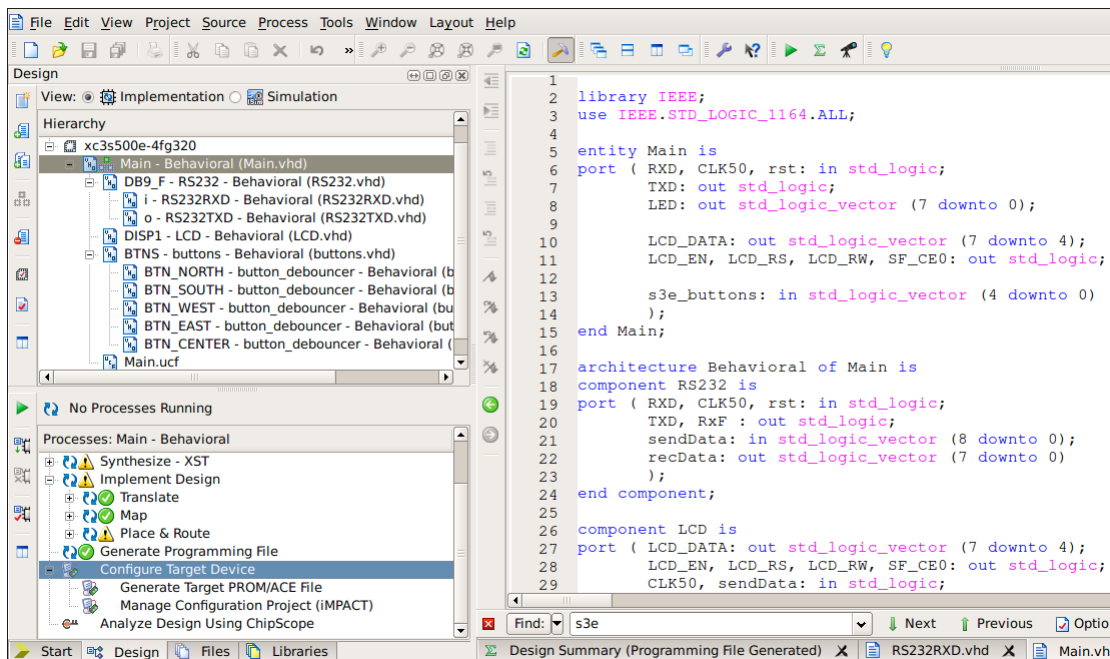 File Edit View Project Source Process Tools Window Layout Help
Design
View: Implementation Simulation
Hierarchy
xc3s500e-4fg320
Main - Behavioral (Main.vhd)
DB9_F - RS232 - Behavioral (RS232.vhd)
i - RS232RXD - Behavioral (RS232RXD.vhd)
o - RS232TXD - Behavioral (RS232TXD.vhd)
DISP1 - LCD - Behavioral (LCD.vhd)
BTNS - buttons - Behavioral (buttons.vhd)
BTN_NORTH - button_debouncer - Behavioral (b
BTN_SOUTH - button_debouncer - Behavioral (b
BTN_WEST - button_debouncer - Behavioral (bu
BTN_EAST - button_debouncer - Behavioral (but
BTN_CENTER - button_debouncer - Behavioral (
Main.ucf
No Processes Running
Processes: Main - Behavioral
Synthesize - XST
Implement Design
Translate
Map
Place & Route
Generate Programming File
Configure Target Device
Generate Target PROM/ACE File
Manage Configuration Project (iMPACT)
Analyze Design Using ChipScope
Start Design Files Libraries
1
2 library IEEE;
3 use IEEE.STD_LOGIC_1164.ALL;
4
5 entity Main is
6 port ( RXD, CLK50, rst: in std_logic;
7 TXD: out std_logic;
8 LED: out std_logic_vector (7 downto 0);
9
10 LCD_DATA: out std_logic_vector (7 downto 4);
11 LCD_EN, LCD_RS, LCD_RW, SF_CE0: out std_logic;
12
13 s3e_buttons: in std_logic_vector (4 downto 0)
14 );
15 end Main;
16
17 architecture Behavioral of Main is
18 component RS232 is
19 port ( RXD, CLK50, rst: in std_logic;
20 TXD, RxF : out std_logic;
21 sendData: in std_logic_vector (8 downto 0);
22 recData: out std_logic_vector (7 downto 0)
23 );
24 end component;
25
26 component LCD is
27 port ( LCD_DATA: out std_logic_vector (7 downto 4);
28 LCD_EN, LCD_RS, LCD_RW, SF_CE0: out std_logic;
29 CLK50, sendData: in std_logic;
Find: s3e Next Previous Optio
Design Summary (Programming File Generated) RS232RXD.vhd Main.vh